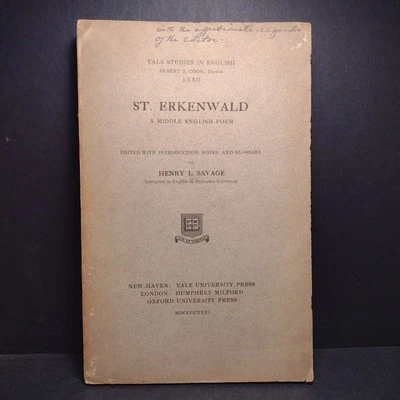 with the affectionate regards
of the editor.
YALE STUDIES IN ENGLISH
ALBERT S. COOK, EDITOR
LXXII
ST. ERKENWALD
A MIDDLE ENGLISH POEM
EDITED WITH INTRODUCTION, NOTES, AND GLOSSARY
BY
HENRY L. SAVAGE
Instructor in English in Princeton University
NEW HAVEN: YALE UNIVERSITY PRESS
LONDON: HUMPHREY MILFORD
OXFORD UNIVERSITY PRESS
MDCCCCXXVI